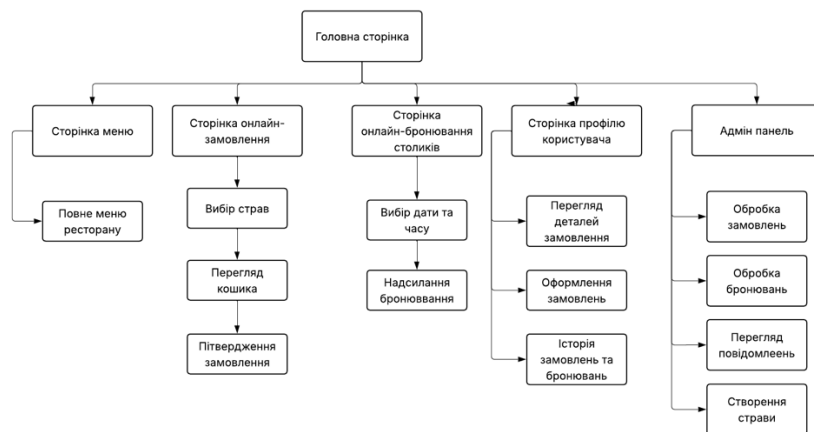 Головна сторінка
Сторінка меню
Сторінка онлайн-
замовлення
Сторінка
онлайн-бронювання
столиків
Сторінка профілю
користувача
Адмін панель
Повне меню
ресторану
Вибір страв
Перегляд
кошика
Пітвердження
замовлення
Вибір дати та
часу
Надсилання
бронюввання
Перегляд
деталей
замовлення
Оформлення
замовлень
Історія
замовлень та
бронювань
Обробка
замовлень
Обробка
бронювань
Перегляд
повідомлеень
Створення
страви